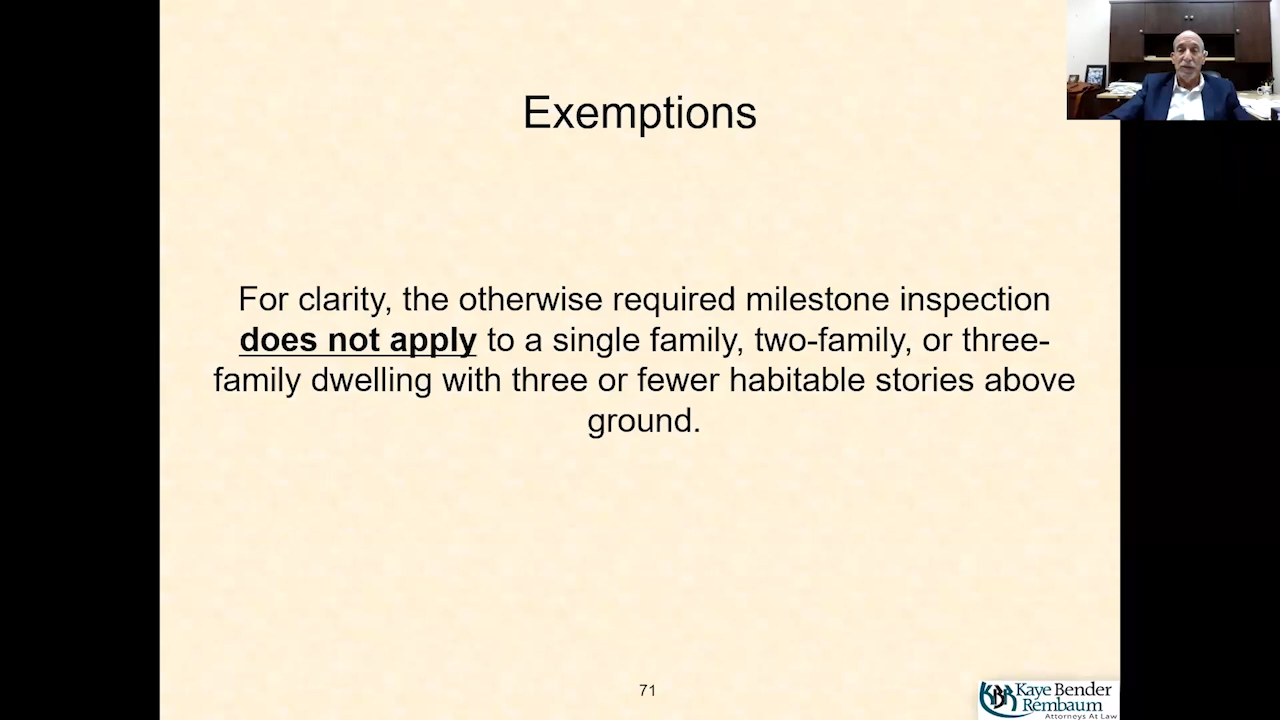 Exemptions
For clarity, the otherwise required milestone inspection
does not apply to a single family, two-family, or three-
family dwelling with three or fewer habitable stories above
ground.
71
KBR Kaye Bender
Rembaum
Attorneys At Law